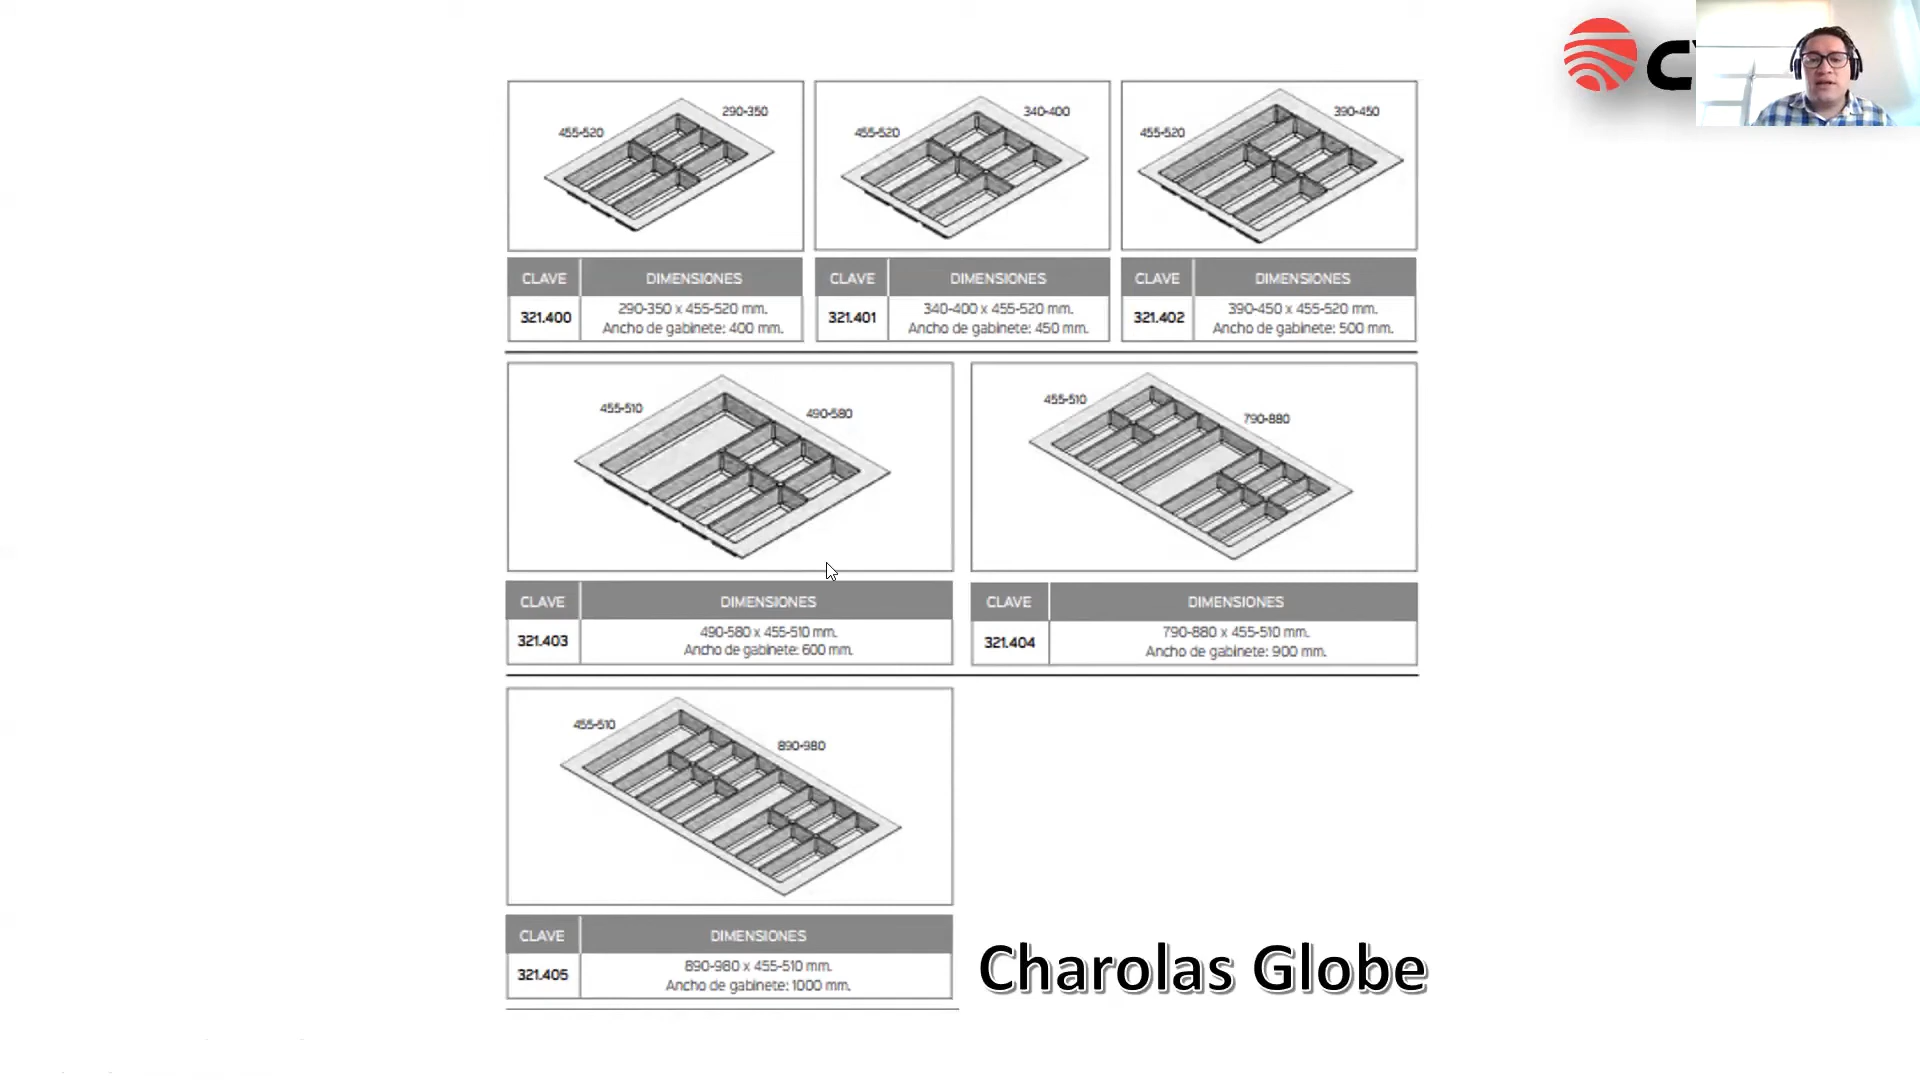 455-520
290-350
455-520
340-400
455-520
390-450
CLAVE DIMENSIONES
321.400 290-350 x 455-520 mm.
Ancho de gabinete: 400 mm.
CLAVE DIMENSIONES
321.401 340-400 x 455-520 mm.
Ancho de gabinete: 450 mm.
CLAVE DIMENSIONES
321.402 390-450 x 455-520 mm.
Ancho de gabinete: 500 mm.
455-510
490-580
455-510
790-880
CLAVE DIMENSIONES
321.403 490-580 x 455-510 mm.
Ancho de gabinete: 600 mm.
CLAVE DIMENSIONES
321.404 790-880 x 455-510 mm.
Ancho de gabinete: 900 mm.
455-510
890-980
CLAVE DIMENSIONES
321.405 890-980 x 455-510 mm.
Ancho de gabinete: 1000 mm.
Charolas Globe